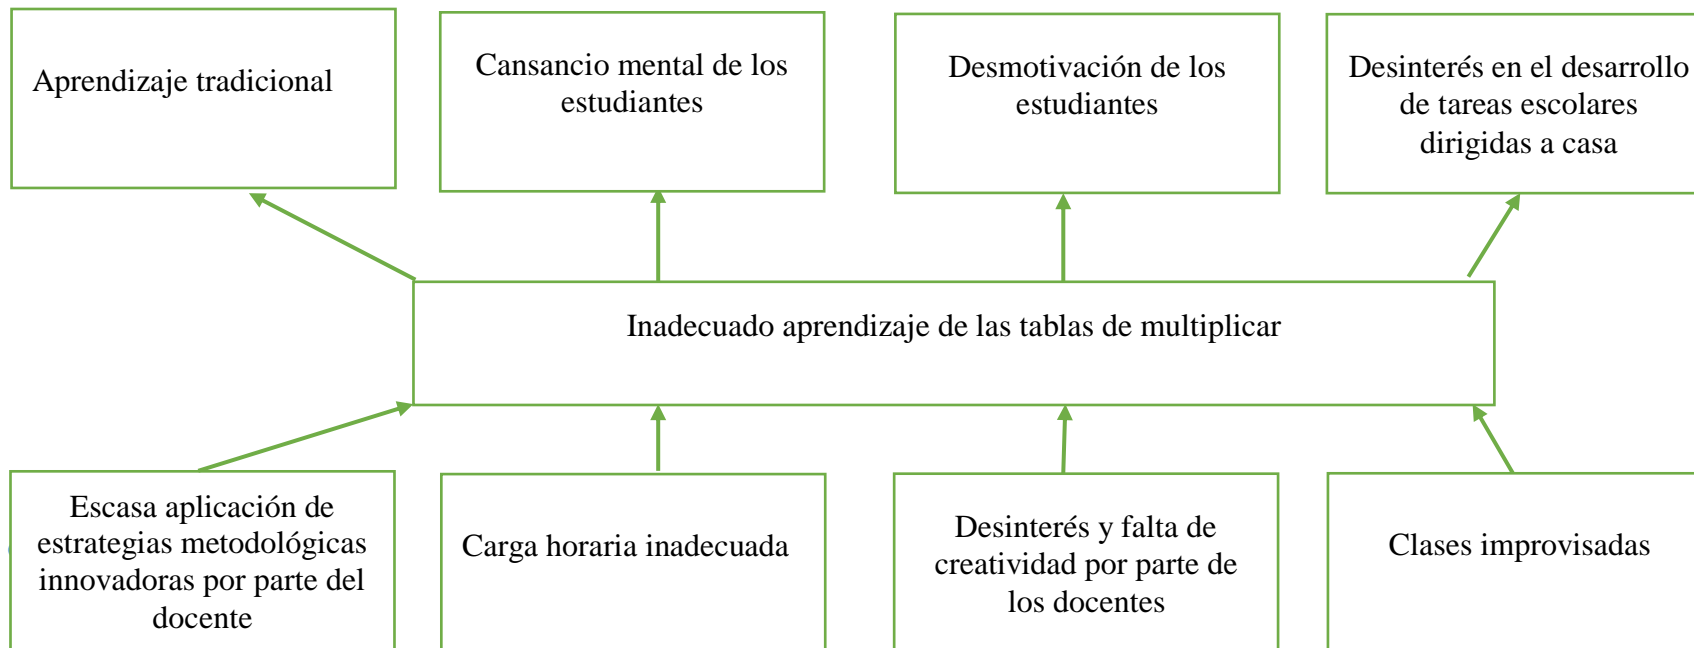 Aprendizaje tradicional
Cansancio mental de los
estudiantes
Desmotivación de los
estudiantes
Desinterés en el desarrollo
de tareas escolares
dirigidas a casa
Inadecuado aprendizaje de las tablas de multiplicar
Escasa aplicación de
estrategias metodológicas
innovadoras por parte del
docente
Carga horaria inadecuada
Desinterés y falta de
creatividad por parte de
los docentes
Clases improvisadas